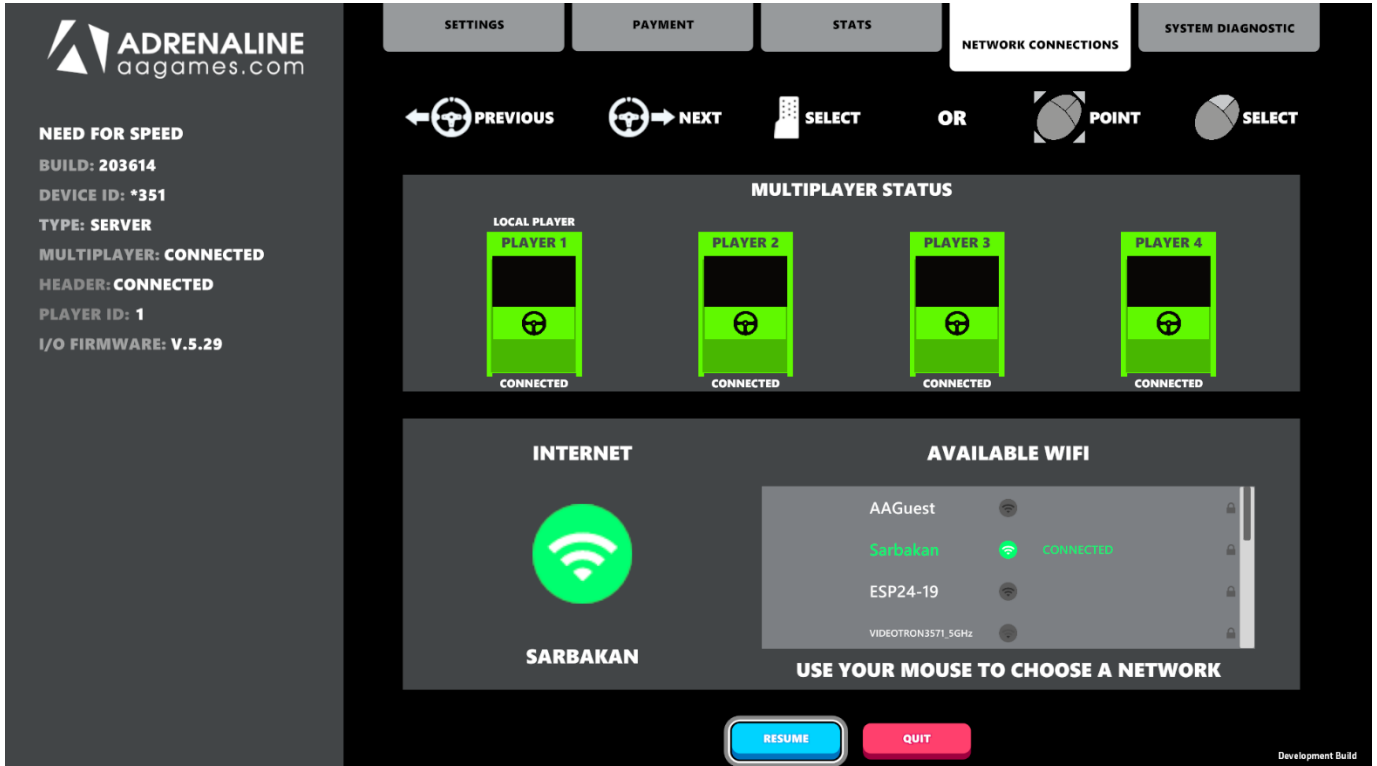 ADRENALINE
aagames.com
NEED FOR SPEED
BUILD: 203614
DEVICE ID: *351
TYPE: SERVER
MULTIPLAYER: CONNECTED
HEADER: CONNECTED
PLAYER ID: 1
I/O FIRMWARE: V.5.29
SETTINGS
PAYMENT
STATS
NETWORK CONNECTIONS
SYSTEM DIAGNOSTIC
PREVIOUS
NEXT
SELECT
OR
POINT
SELECT
MULTIPLAYER STATUS
LOCAL PLAYER
PLAYER 1
PLAYER 2
PLAYER 3
PLAYER 4
CONNECTED
CONNECTED
CONNECTED
CONNECTED
INTERNET
SARBAKAN
AVAILABLE WIFI
AAGuest
Sarbakan CONNECTED
ESP24-19
VIDEOTRON3571_5GHz
USE YOUR MOUSE TO CHOOSE A NETWORK
RESUME
QUIT
Development Build